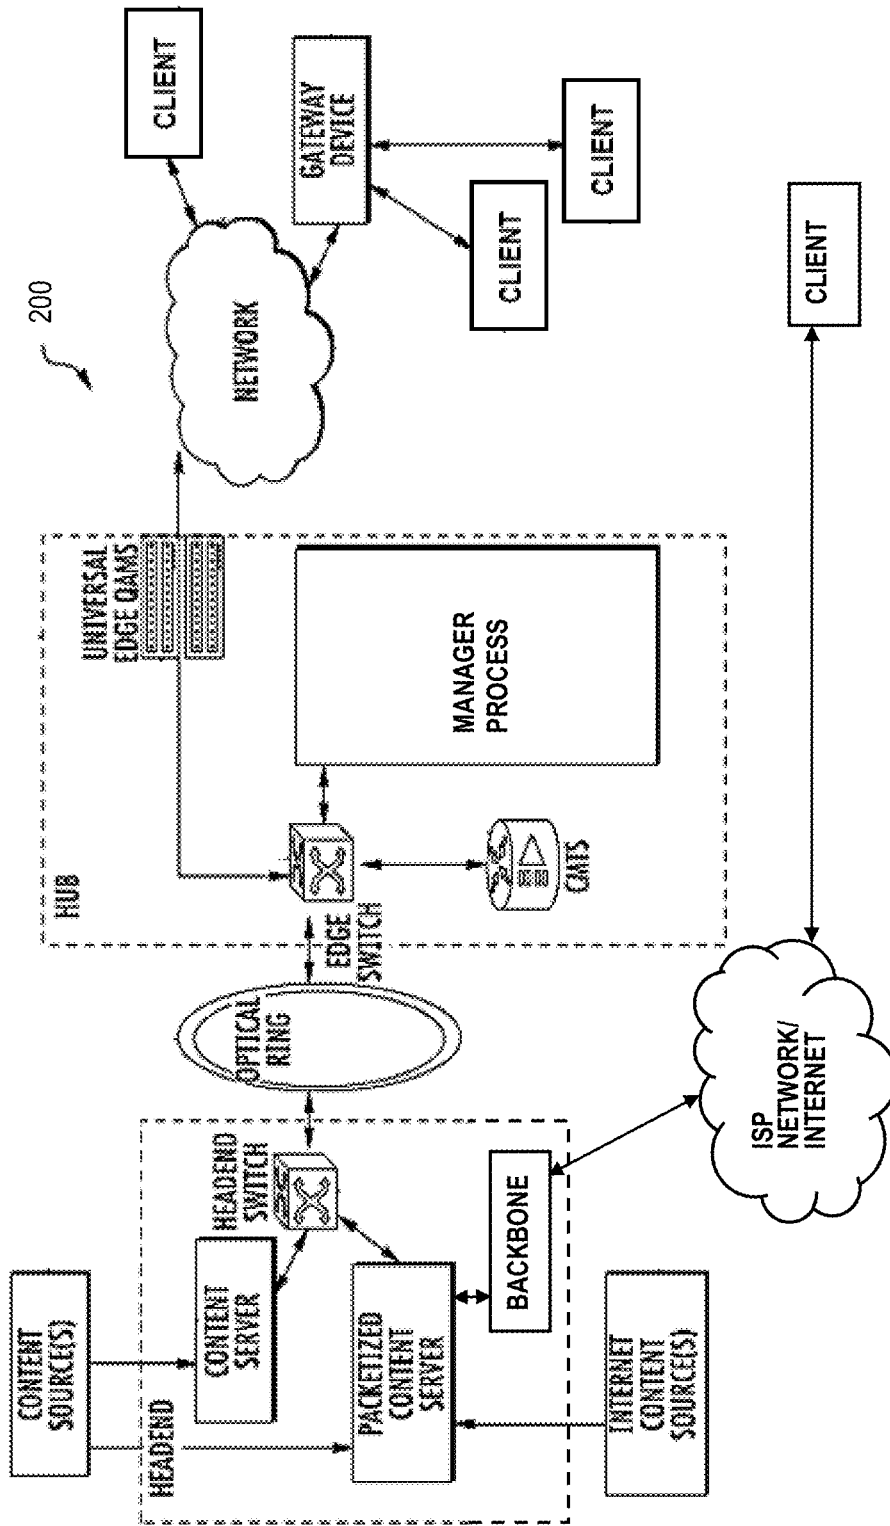 200
CONTENT
SOURCE(S)
HEADEND
CONTENT
SERVER
HEADEND
SWITCH
PACKETIZED
CONTENT
SERVER
BACKBONE
INTERNET
CONTENT
SOURCE(S)
OPTICAL
RING
HUB
EDGE
SWITCH
CMTS
MANAGER
PROCESS
UNIVERSAL
EDGE QAMS
NETWORK
CLIENT
GATEWAY
DEVICE
CLIENT
CLIENT
ISP
NETWORK/
INTERNET
CLIENT